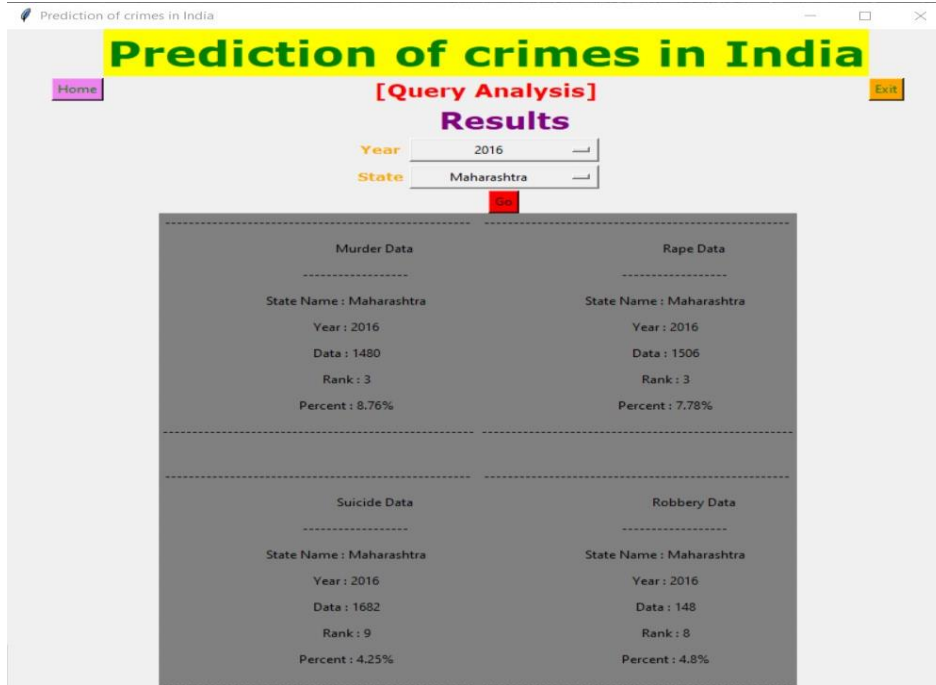 Prediction of crimes in India
Prediction of crimes in India
Home
[Query Analysis]
Exit
Results
Year 2016
State Maharashtra
Go
---------------------------------------------------
Murder Data
------------------
State Name : Maharashtra
Year : 2016
Data : 1480
Rank : 3
Percent : 8.76%
----------------------------------------------------
---------------------------------------------------
Rape Data
------------------
State Name : Maharashtra
Year : 2016
Data : 1506
Rank : 3
Percent : 7.78%
----------------------------------------------------
---------------------------------------------------
Suicide Data
------------------
State Name : Maharashtra
Year : 2016
Data : 1682
Rank : 9
Percent : 4.25%
---------------------------------------------------
Robbery Data
------------------
State Name : Maharashtra
Year : 2016
Data : 148
Rank : 8
Percent : 4.8%